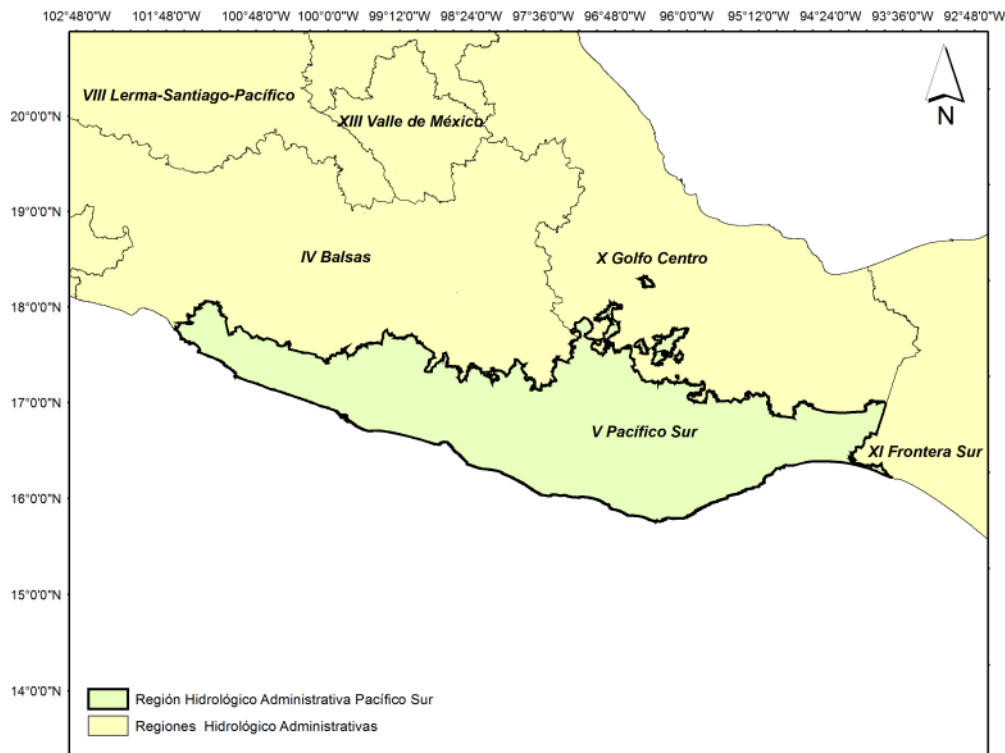 102°48'0"W 101°48'0"W 100°48'0"W 100°0'0"W 99°12'0"W 98°24'0"W 97°36'0"W 96°48'0"W 96°0'0"W 95°12'0"W 94°24'0"W 93°36'0"W 92°48'0"W
N
VIII Lerma-Santiago-Pacífico
20°0'0"N
XIII Valle de México
19°0'0"N
IV Balsas
X Golfo Centro
18°0'0"N
17°0'0"N
V Pacífico Sur
XI Frontera Sur
16°0'0"N
15°0'0"N
14°0'0"N
Región Hidrológico Administrativa Pacífico Sur
Regiones Hidrológico Administrativas